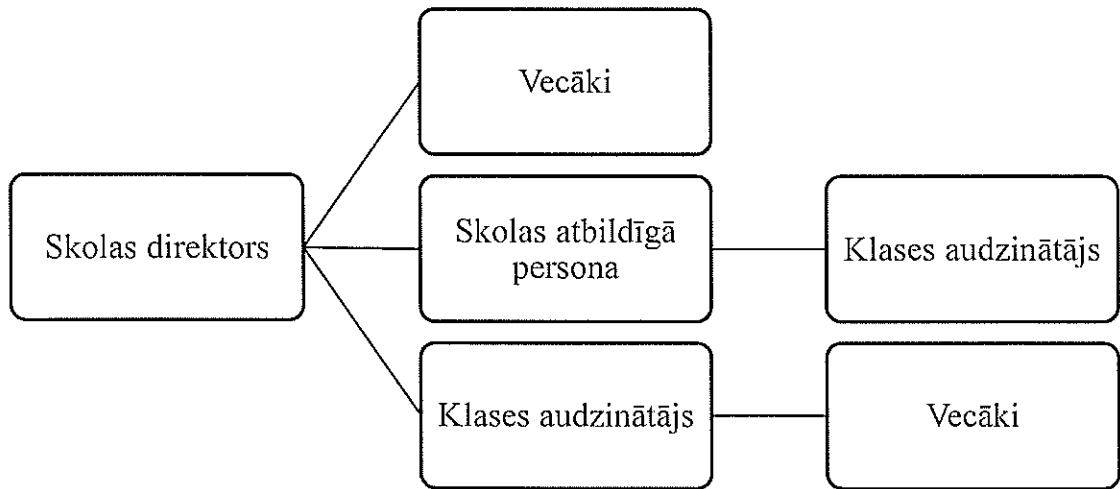 Vecāki
Skolas direktors
Skolas atbildīgā
persona
Klases audzinātājs
Klases audzinātājs
Vecāki